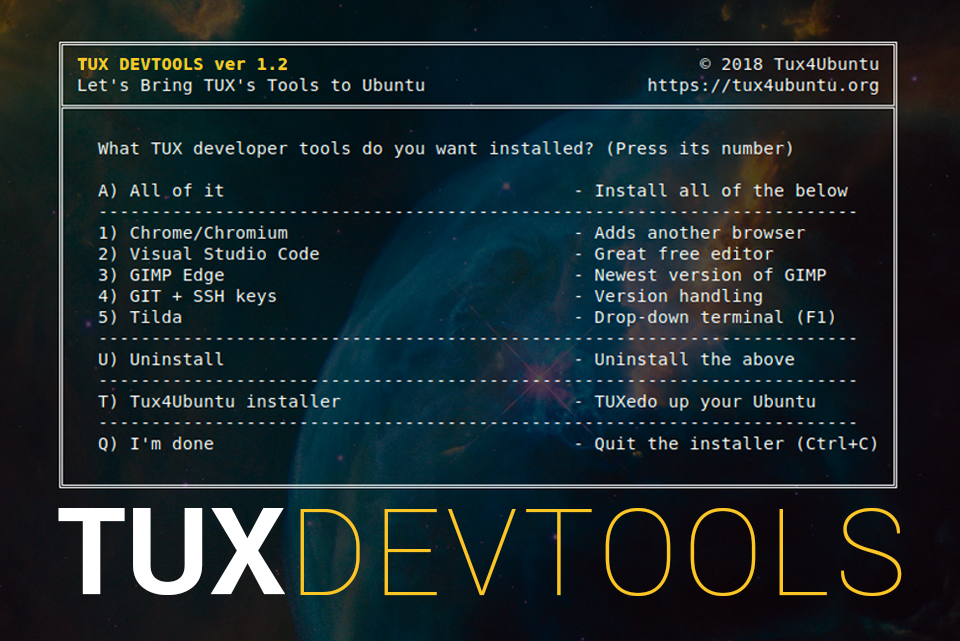 TUX DEVTOOLS ver 1.2 © 2018 Tux4Ubuntu
Let's Bring TUX's Tools to Ubuntu https://tux4ubuntu.org
What TUX developer tools do you want installed? (Press its number)
A) All of it - Install all of the below
------------------------------------------------------------------------
1) Chrome/Chromium - Adds another browser
2) Visual Studio Code - Great free editor
3) GIMP Edge - Newest version of GIMP
4) GIT + SSH keys - Version handling
5) Tilda - Drop-down terminal (F1)
------------------------------------------------------------------------
U) Uninstall - Uninstall the above
------------------------------------------------------------------------
T) Tux4Ubuntu installer - TUXedo up your Ubuntu
------------------------------------------------------------------------
Q) I'm done - Quit the installer (Ctrl+C)
TUXDEVTOOLS